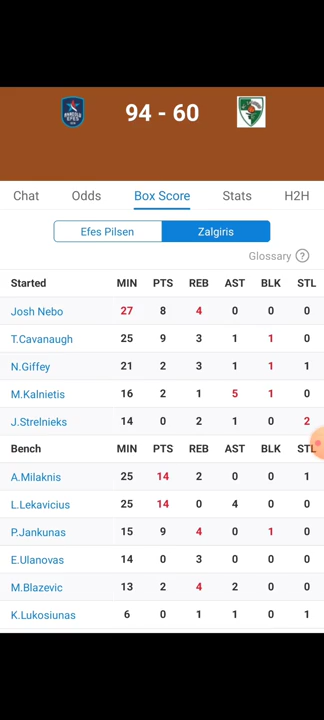 ANADOLU
EFES
94 - 60
Chat Odds Box Score Stats H2H
Efes Pilsen Zalgiris
Glossary ?
Started MIN PTS REB AST BLK STL
Josh Nebo 27 8 4 0 0 0
T.Cavanaugh 25 9 3 1 1 0
N.Giffey 21 2 3 1 1 1
M.Kalnietis 16 2 1 5 1 0
J.Strelnieks 14 0 2 1 0 2
Bench MIN PTS REB AST BLK STL
A.Milaknis 25 14 2 0 0 1
L.Lekavicius 25 14 0 4 0 0
P.Jankunas 15 9 4 0 1 0
E.Ulanovas 14 0 3 0 0 0
M.Blazevic 13 2 4 2 0 0
K.Lukosiunas 6 0 1 1 0 1